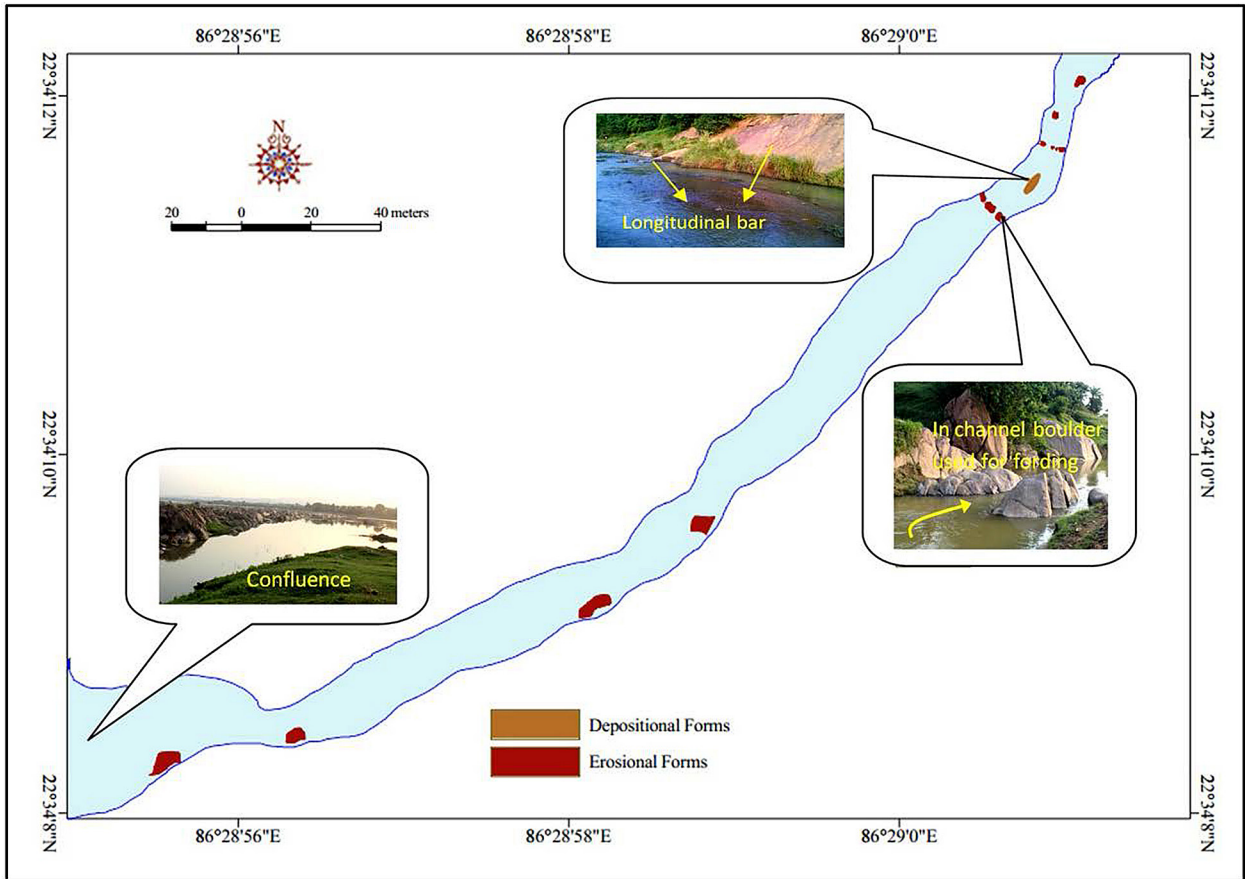 86°28'56"E
86°28'58"E
86°29'0"E
22°34'12"N
22°34'12"N
N
20
0
20
40 meters
Longitudinal bar
In channel boulder
used for fording
22°34'10"N
22°34'10"N
Confluence
Depositional Forms
Erosional Forms
22°34'8"N
22°34'8"N
86°28'56"E
86°28'58"E
86°29'0"E